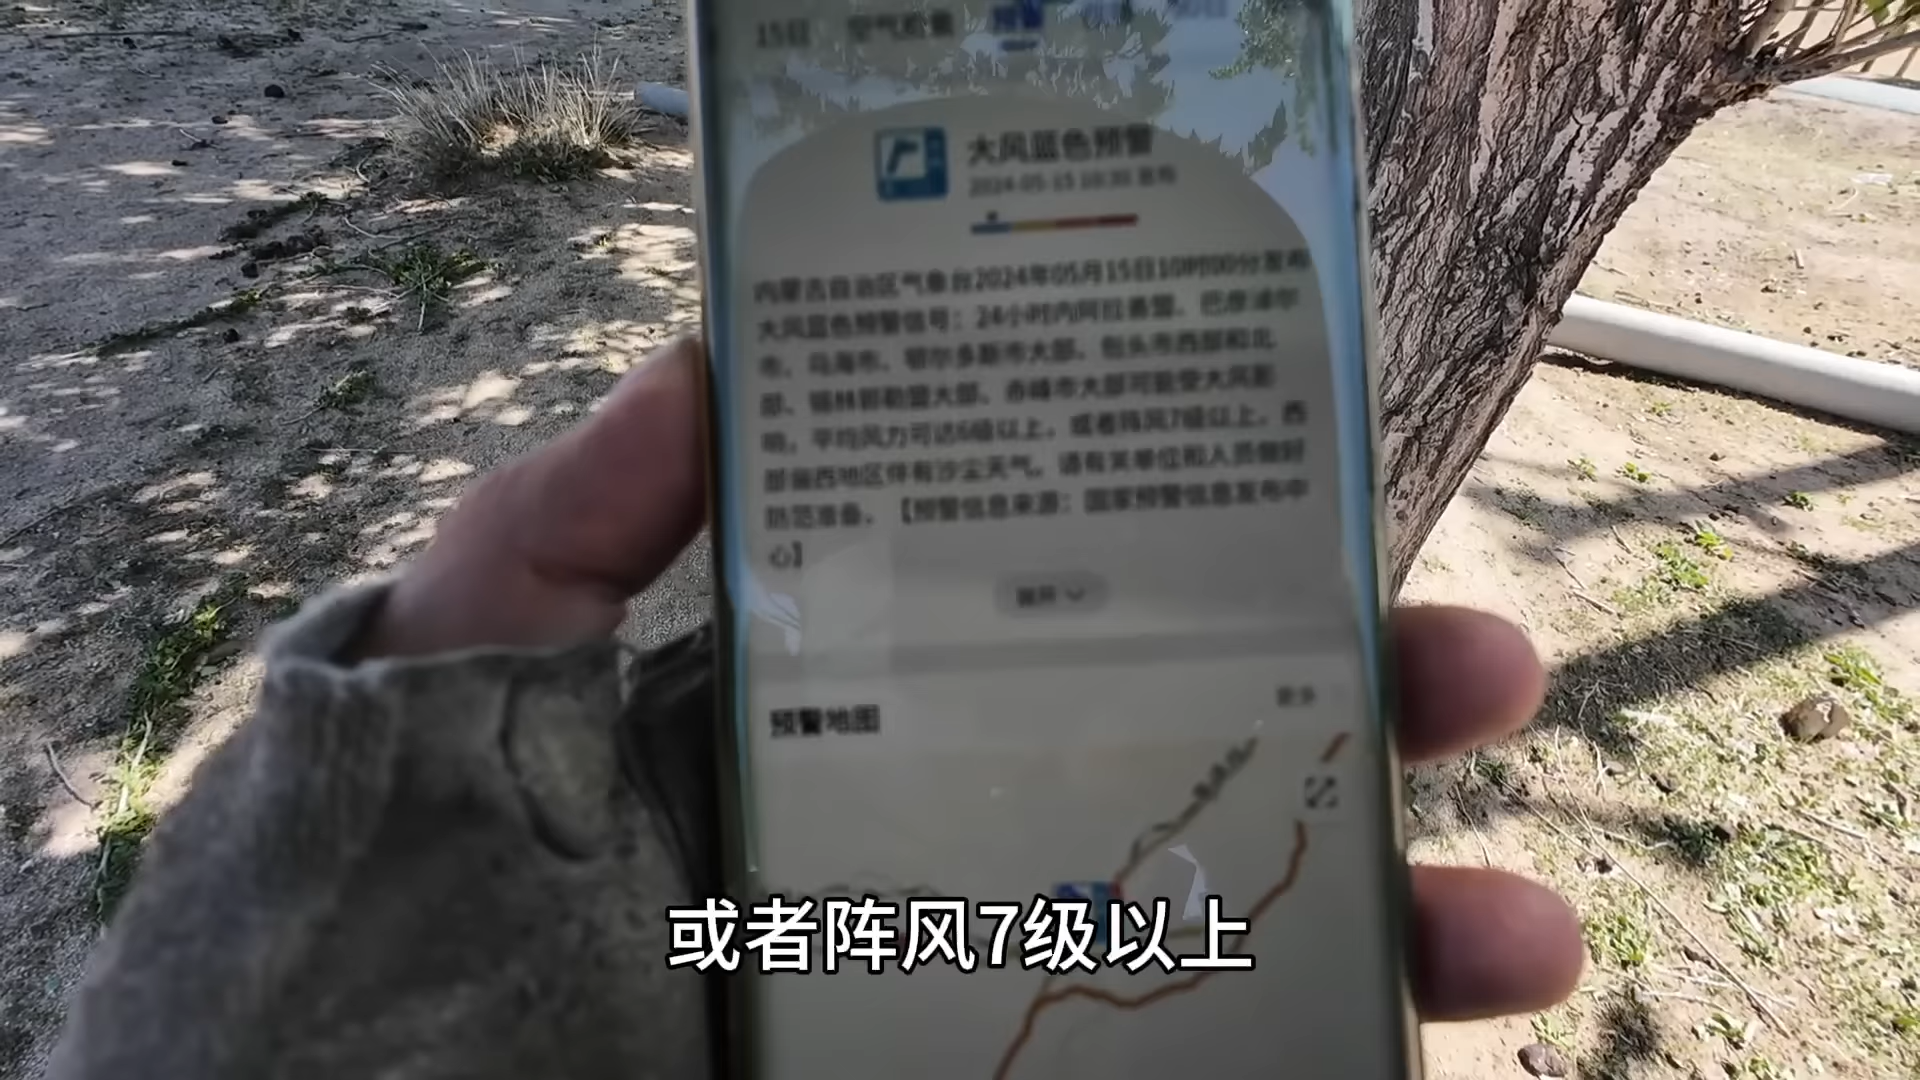 15日 空气质量 预警
大风蓝色预警
2024-05-15 10:30 发布
内蒙古自治区气象台2024年05月15日10时00分发布
大风蓝色预警信号：24小时内阿拉善盟、巴彦淖尔
市、乌海市、鄂尔多斯市大部、包头市西部和北
部、锡林郭勒盟大部、赤峰市大部可能受大风影
响，平均风力可达6级以上，或者阵风7级以上，西
部偏西地区伴有沙尘天气，请有关单位和人员做好
防范准备。【预警信息来源：国家预警信息发布中
心】
展开
预警地图
更多
或者阵风7级以上